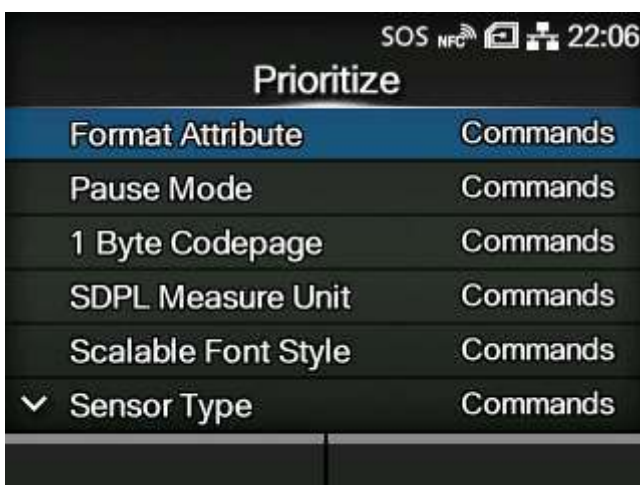 SOS NFC 22:06
Prioritize
Format Attribute Commands
Pause Mode Commands
1 Byte Codepage Commands
SDPL Measure Unit Commands
Scalable Font Style Commands
Sensor Type Commands